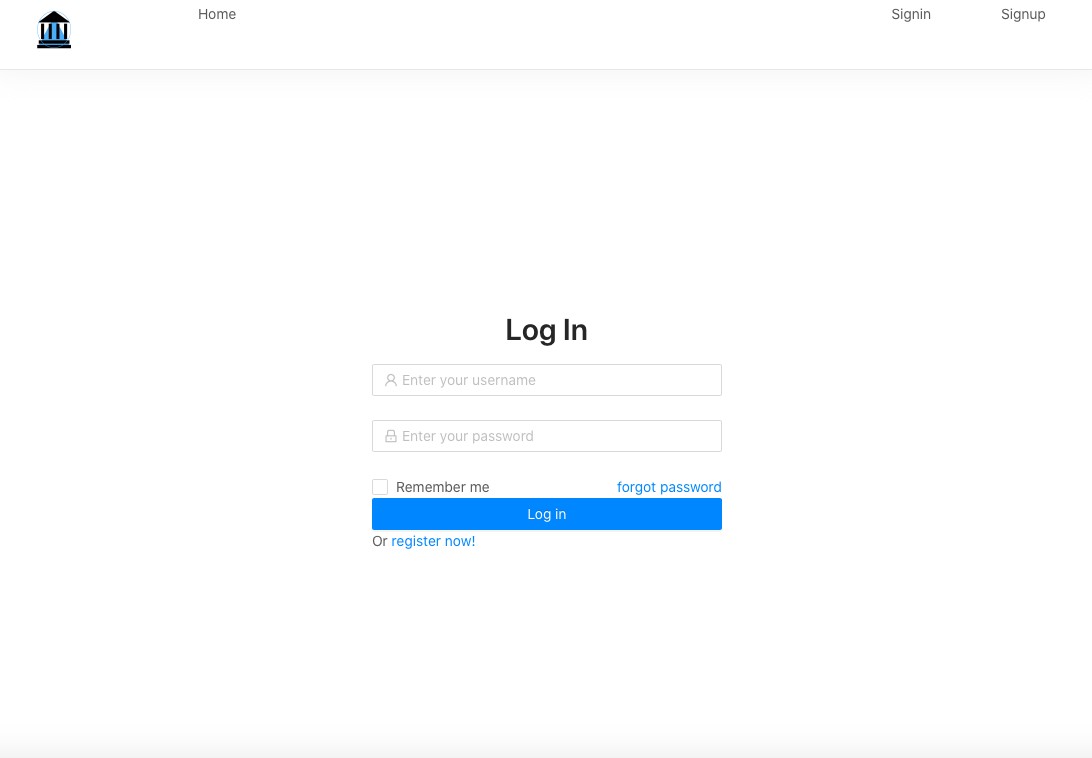 Home Signin Signup
Log In
Enter your username
Enter your password
Remember me forgot password
Log in
Or register now!